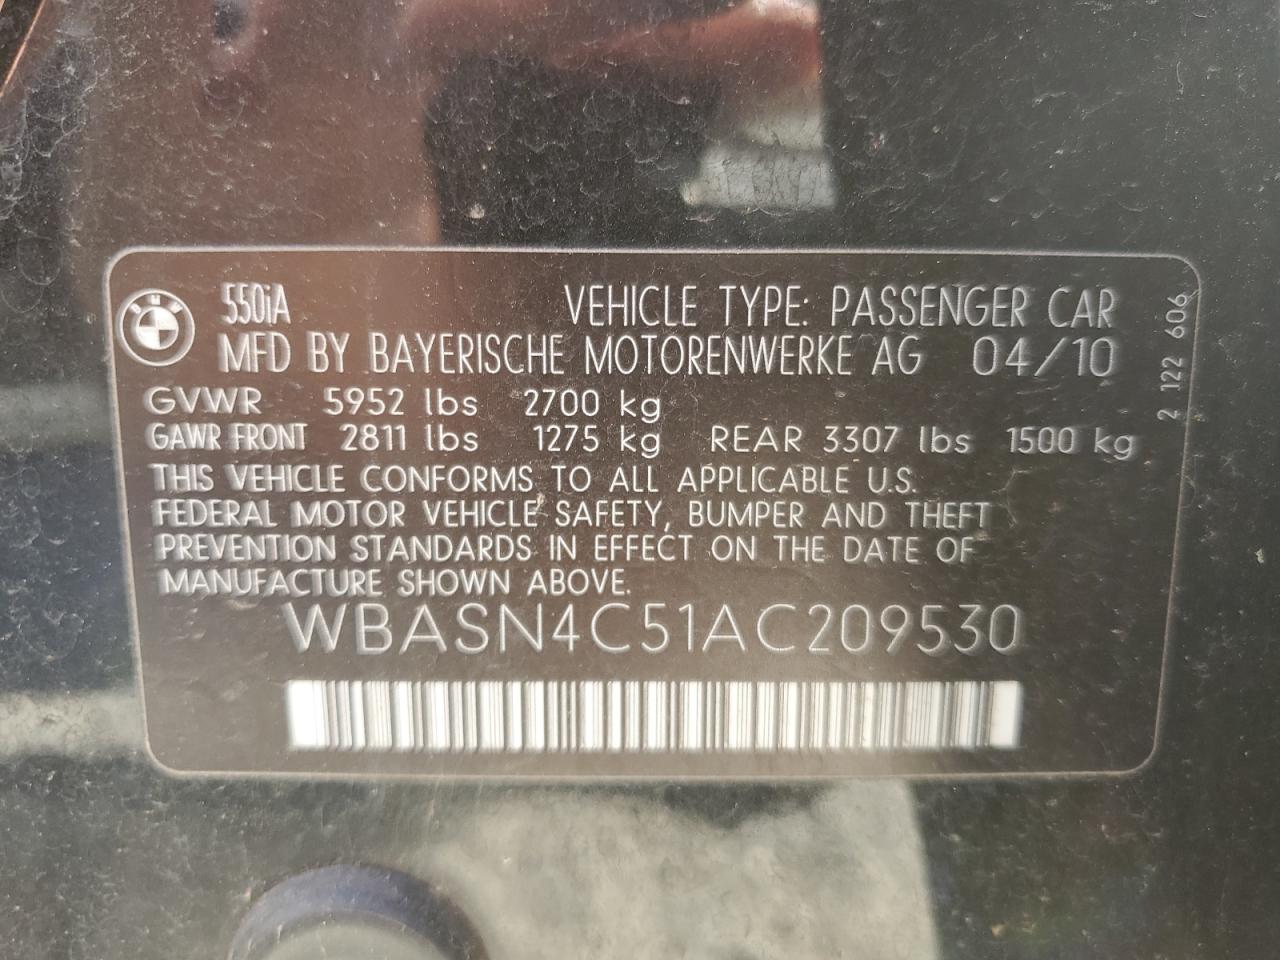 BMW
550iA VEHICLE TYPE: PASSENGER CAR
MFD BY BAYERISCHE MOTORENWERKE AG 04/10
GVWR 5952 lbs 2700 kg
GAWR FRONT 2811 lbs 1275 kg REAR 3307 lbs 1500 kg
THIS VEHICLE CONFORMS TO ALL APPLICABLE U.S.
FEDERAL MOTOR VEHICLE SAFETY, BUMPER AND THEFT
PREVENTION STANDARDS IN EFFECT ON THE DATE OF
MANUFACTURE SHOWN ABOVE.
WBASN4C51AC209530
2 122 606